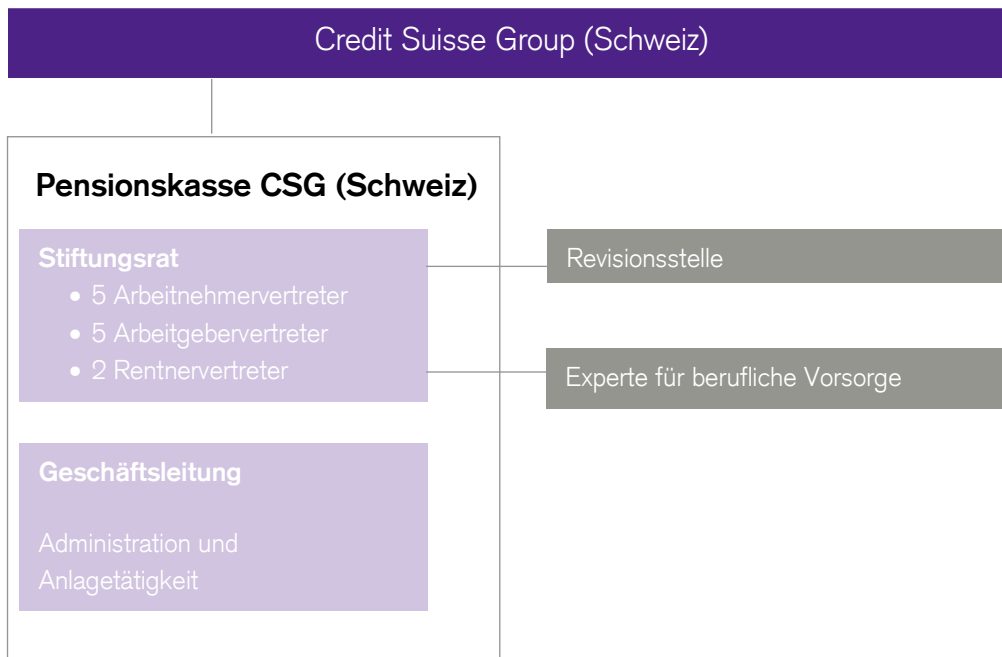 Credit Suisse Group (Schweiz)
Pensionskasse CSG (Schweiz)
Stiftungsrat
• 5 Arbeitnehmervertreter
• 5 Arbeitgebervertreter
• 2 Rentnervertreter
Revisionsstelle
Experte für berufliche Vorsorge
Geschäftsleitung
Administration und
Anlagetätigkeit